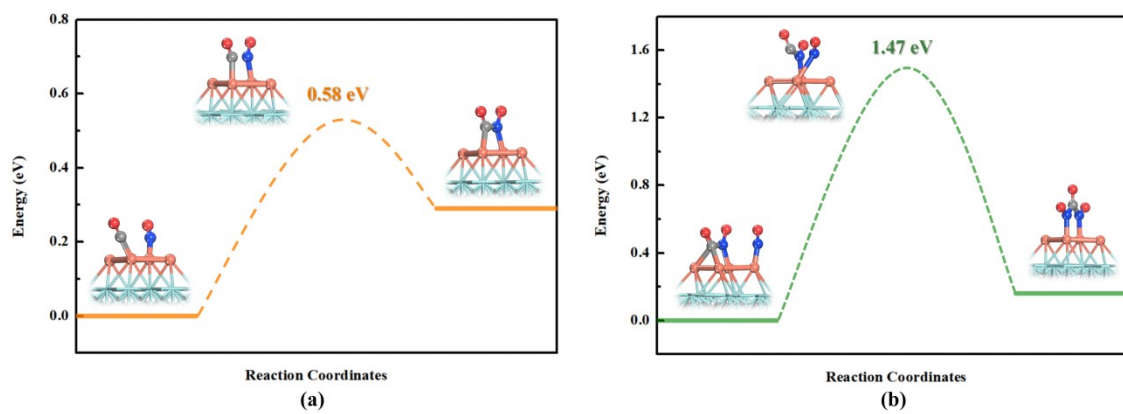 0.8
0.6
0.4
0.2
0.0
Energy (eV)
0.58 eV
Reaction Coordinates
(a)
1.6
1.2
0.8
0.4
0.0
Energy (eV)
1.47 eV
Reaction Coordinates
(b)